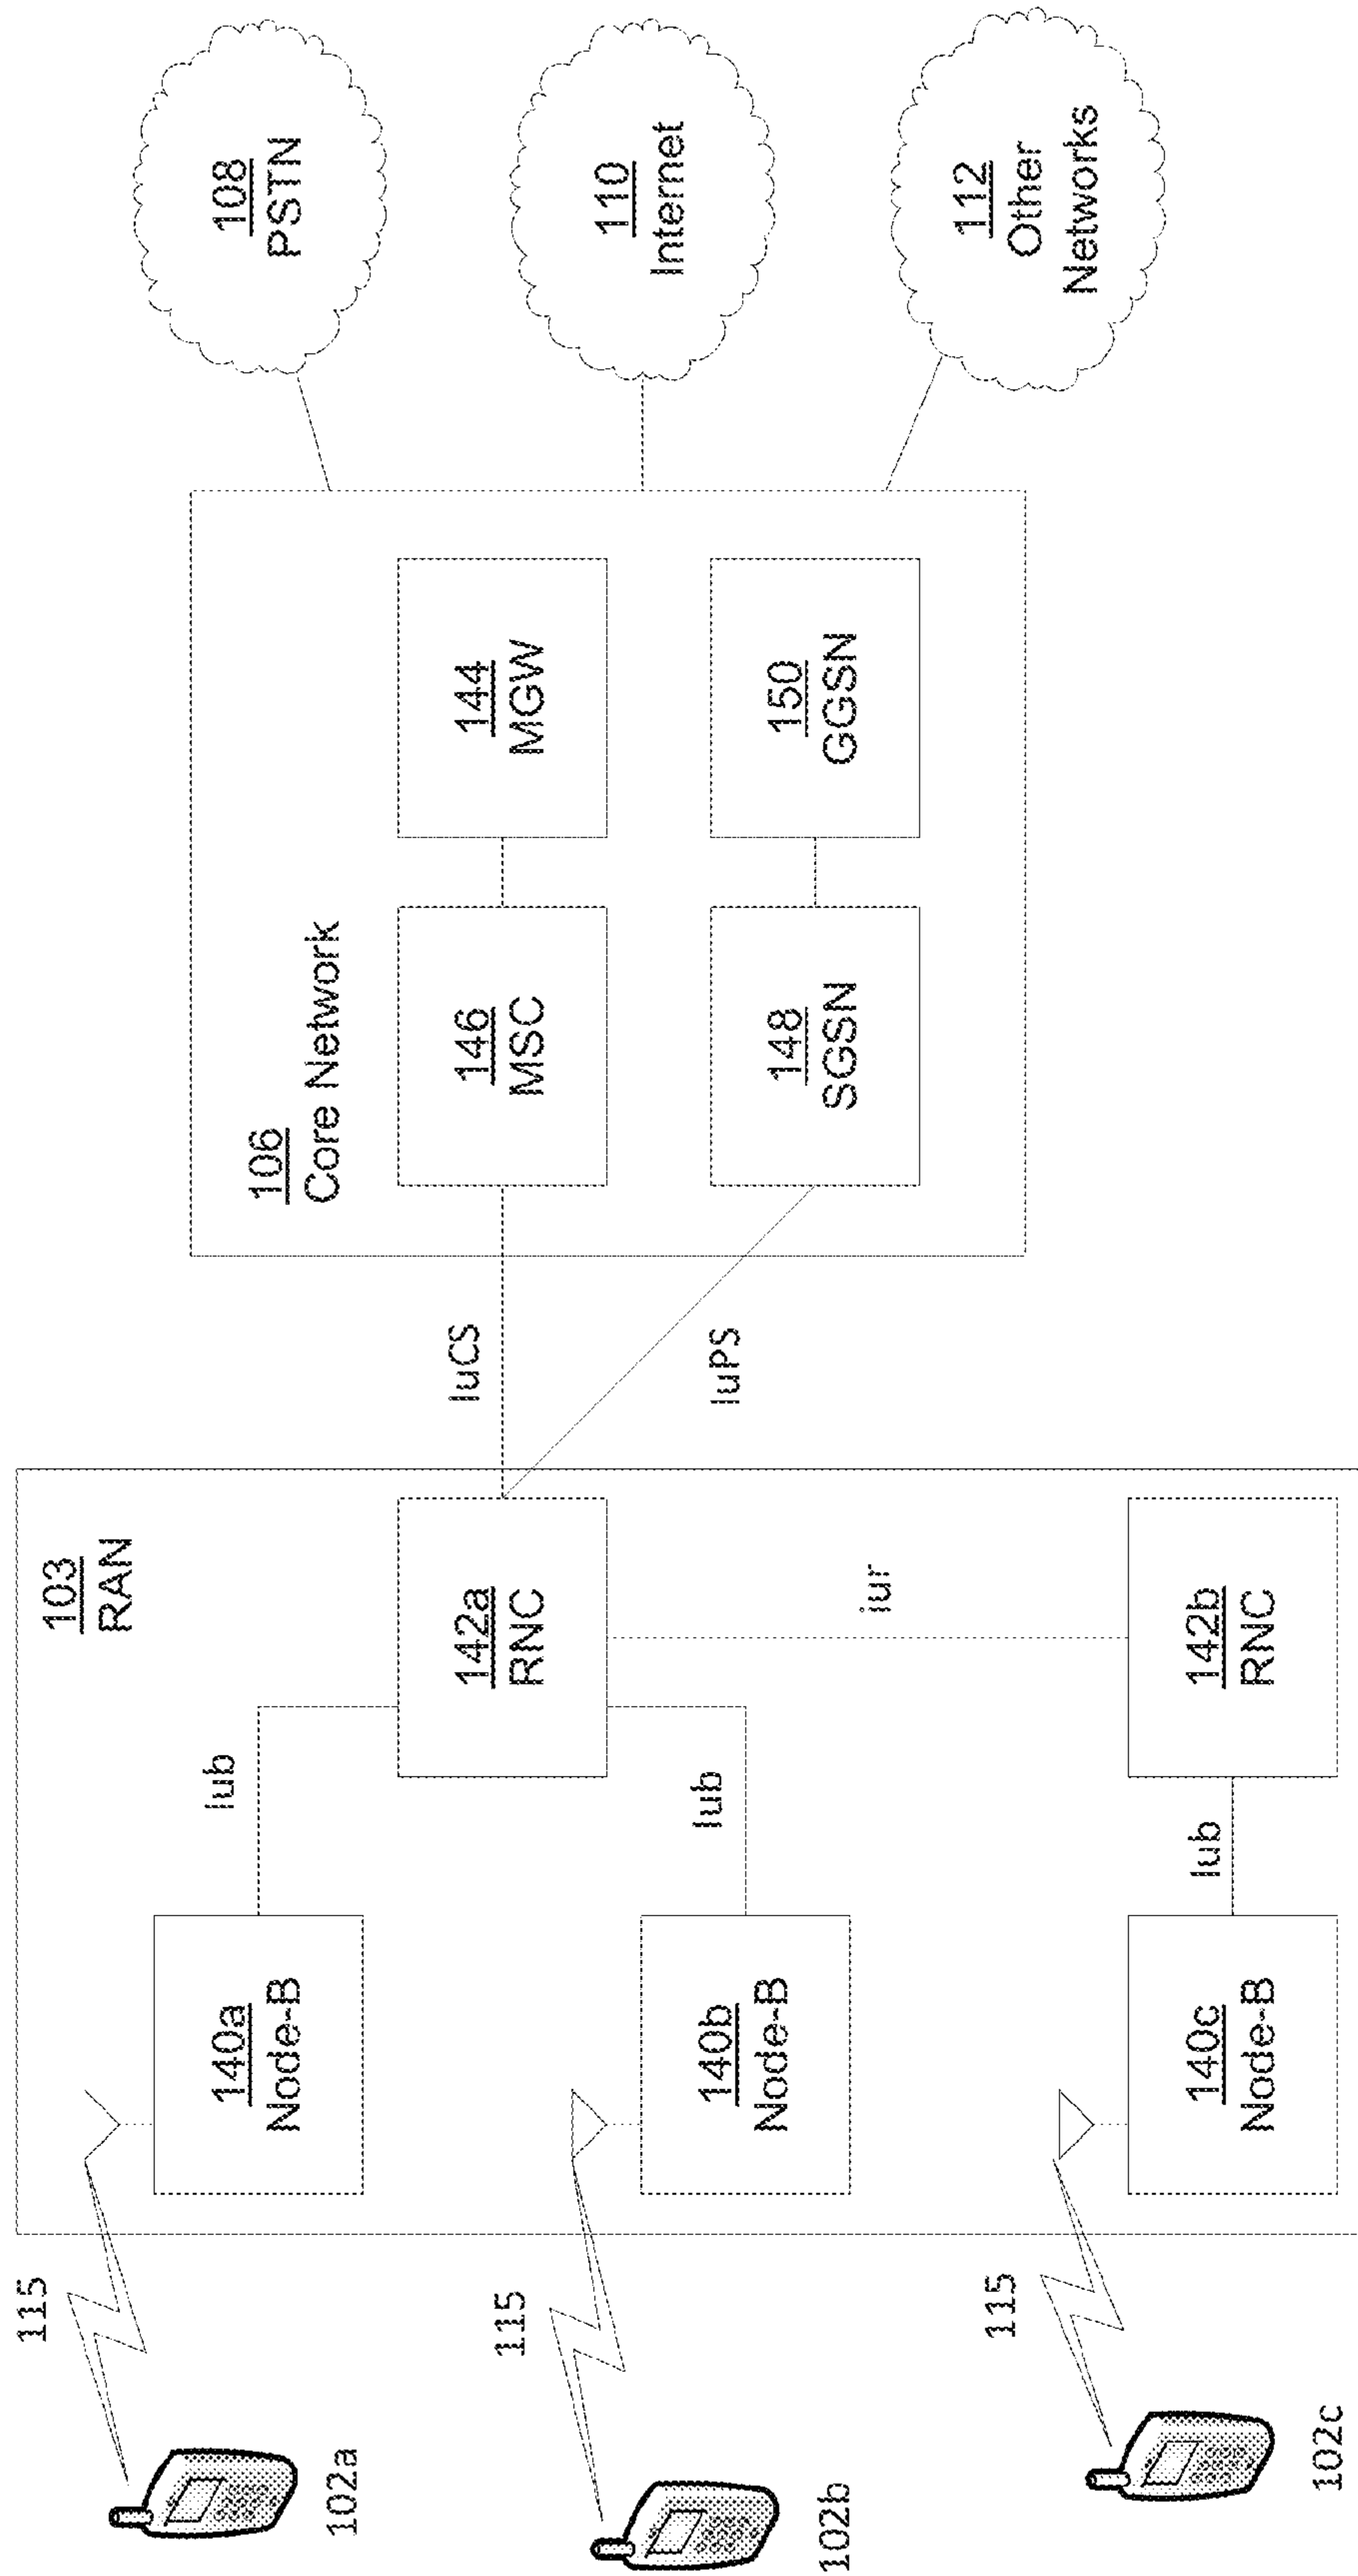 115
102a
115
102b
115
102c
103
RAN
140a
Node-B
140b
Node-B
140c
Node-B
Iub
Iub
Iub
142a
RNC
iur
142b
RNC
IuCS
IuPS
106
Core Network
146
MSC
144
MGW
148
SGSN
150
GGSN
108
PSTN
110
Internet
112
Other
Networks